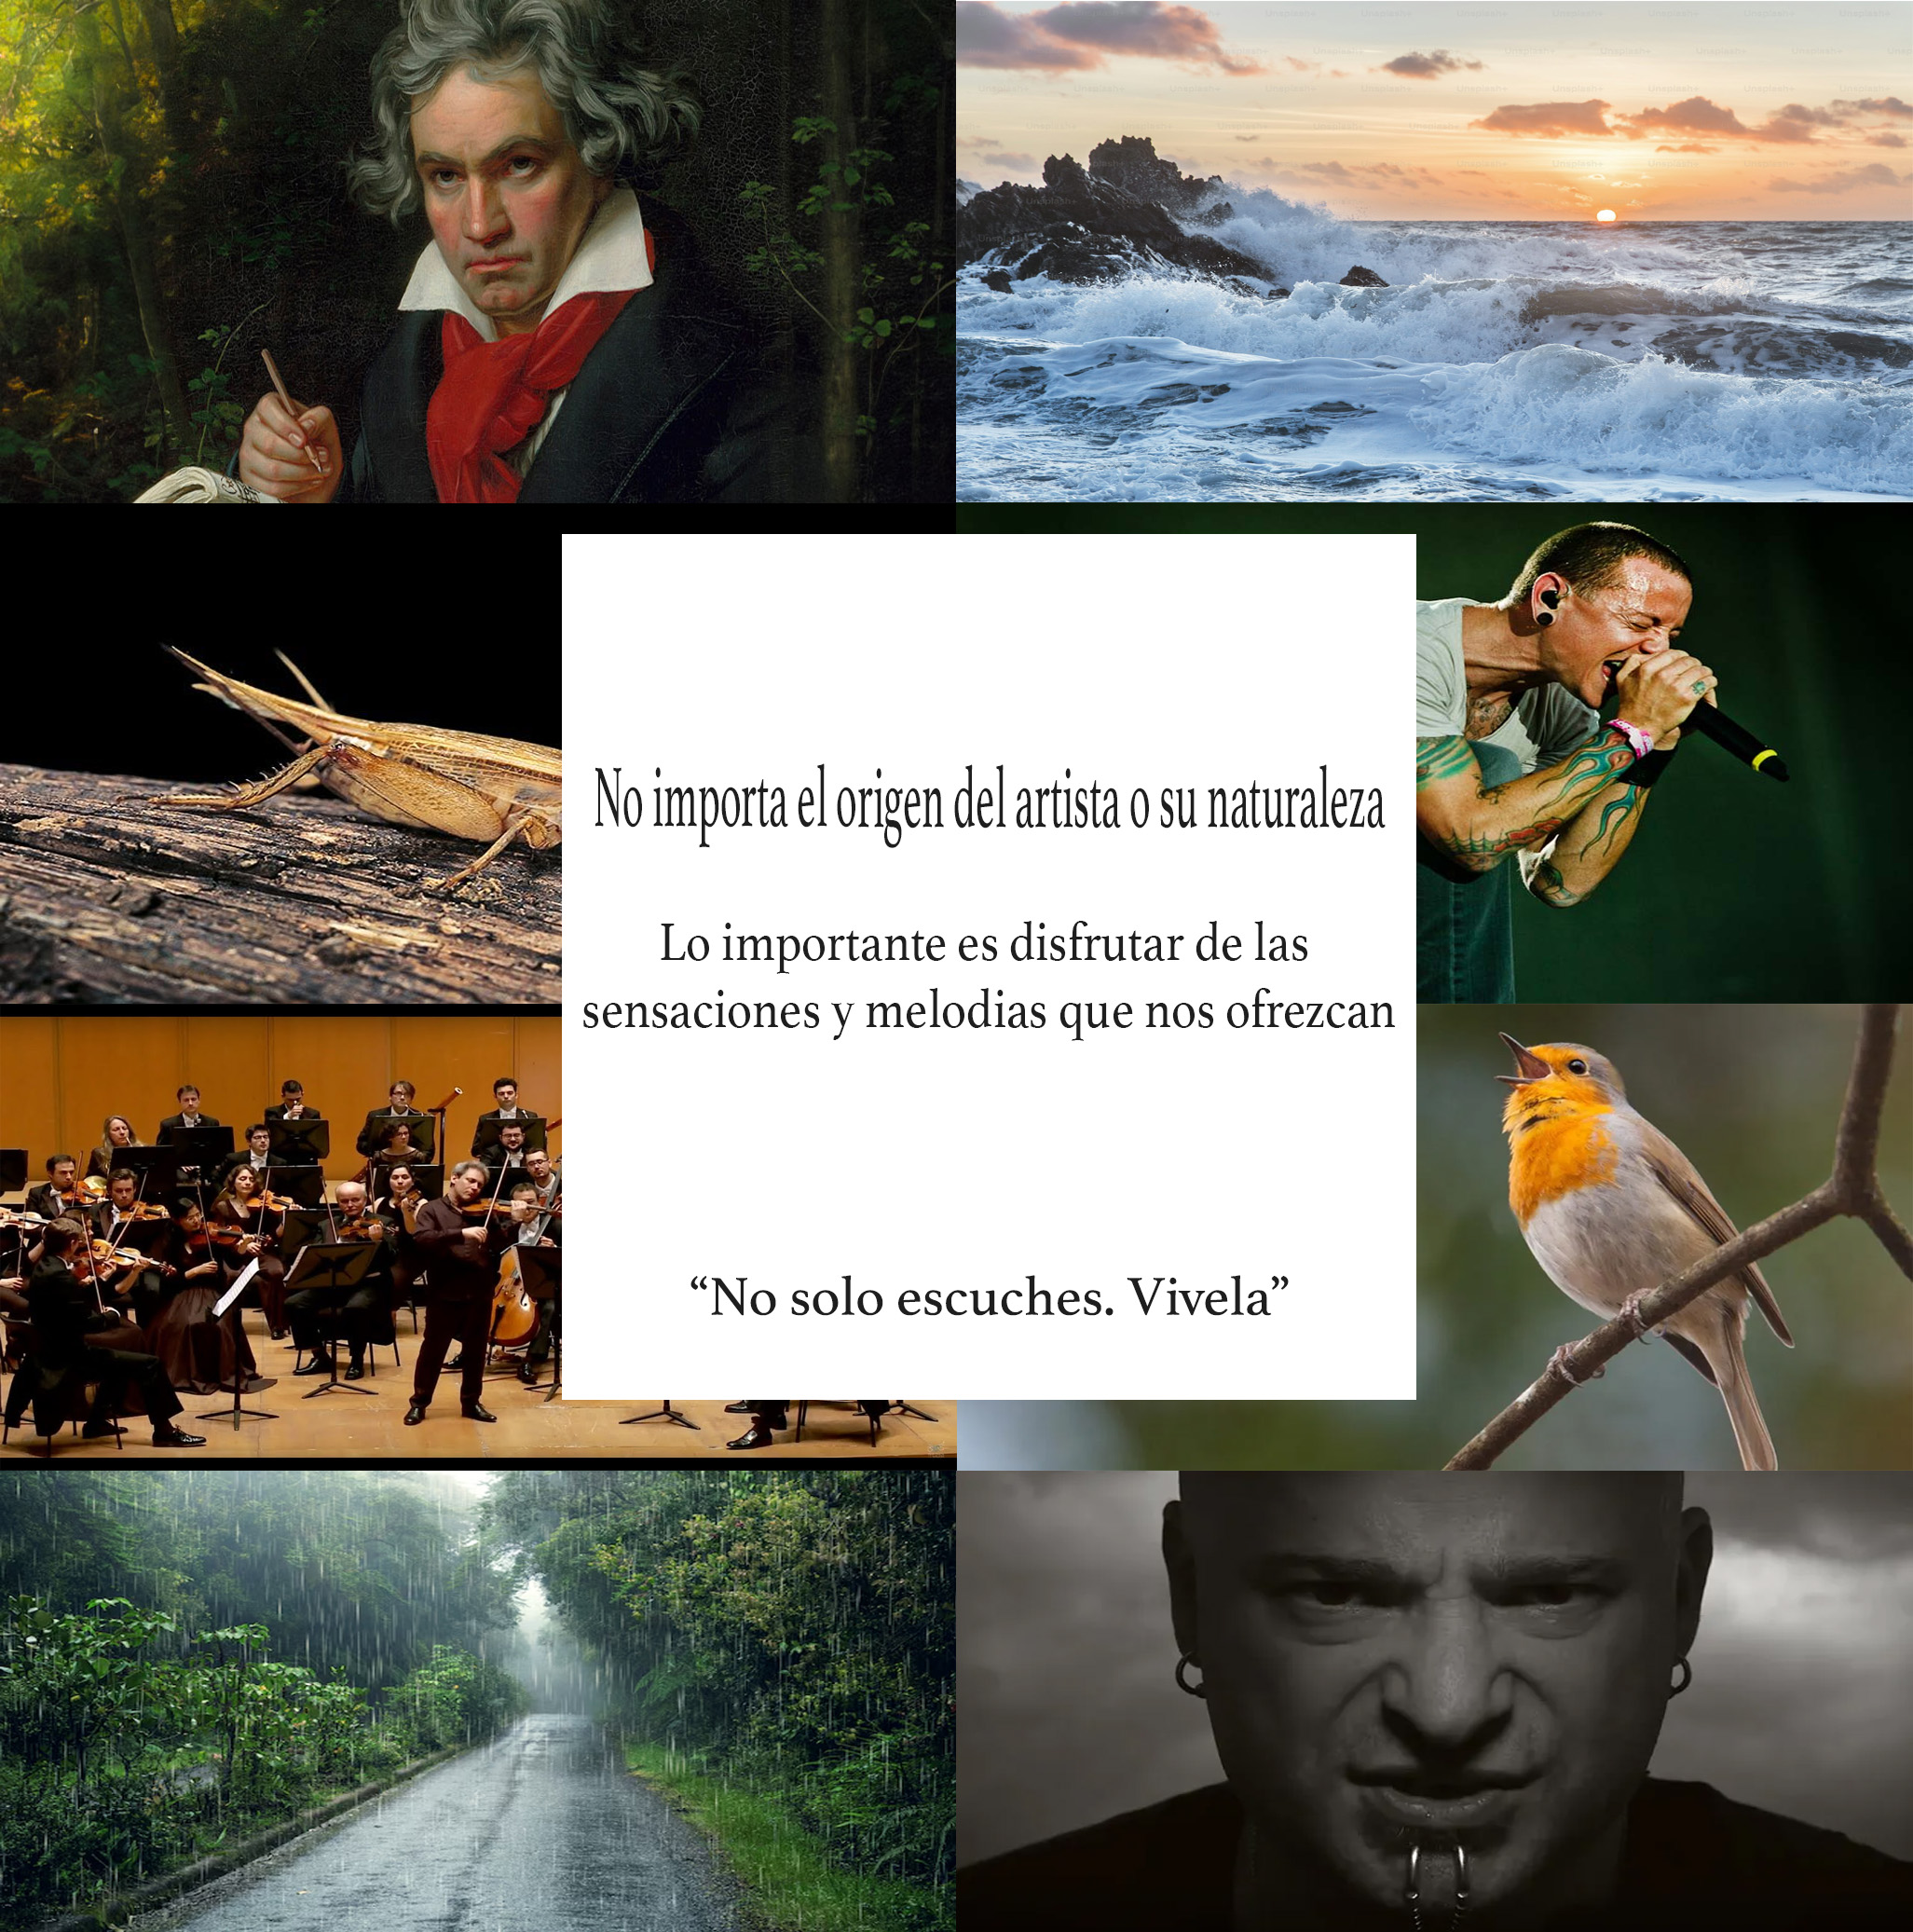 No importa el origen del artista o su naturaleza
Lo importante es disfrutar de las
sensaciones y melodias que nos ofrezcan
“No solo escuches. Vivela”